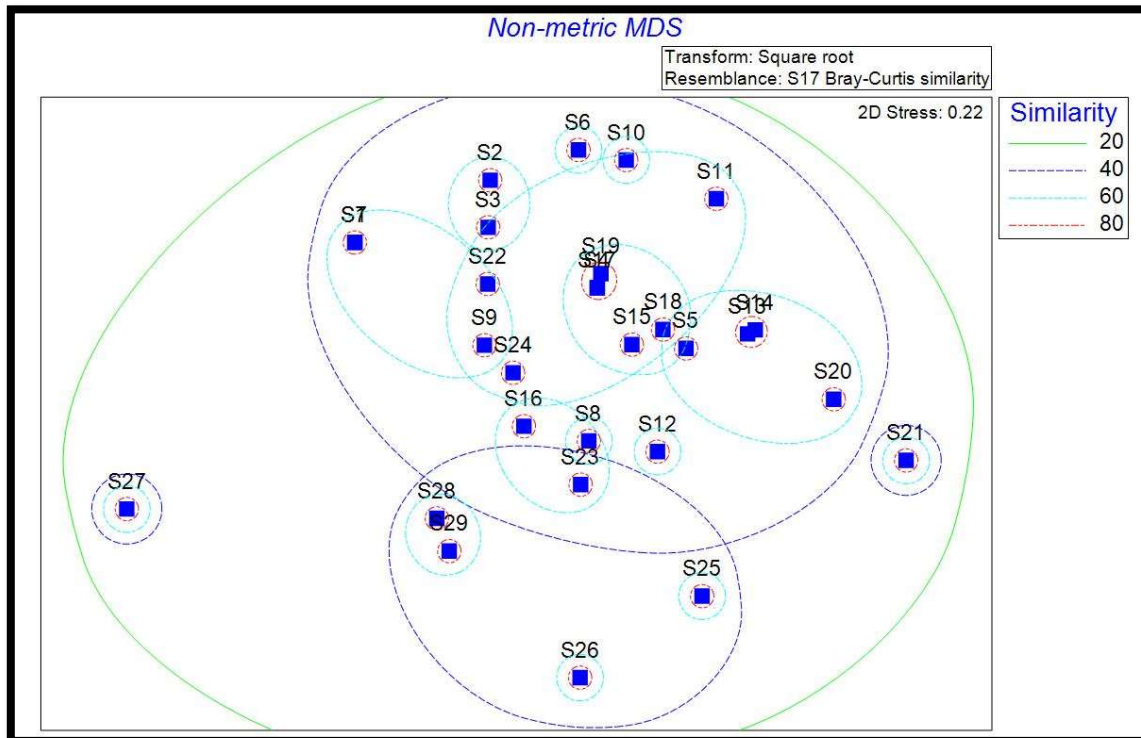 Non-metric MDS
Transform: Square root
Resemblance: S17 Bray-Curtis similarity
2D Stress: 0.22
Similarity
20
40
60
80
S6
S10
S2
S11
S3
S7
S19
S22
S18
S14
S15
S5
S9
S24
S20
S16
S8
S12
S21
S23
S27
S28
S29
S25
S26